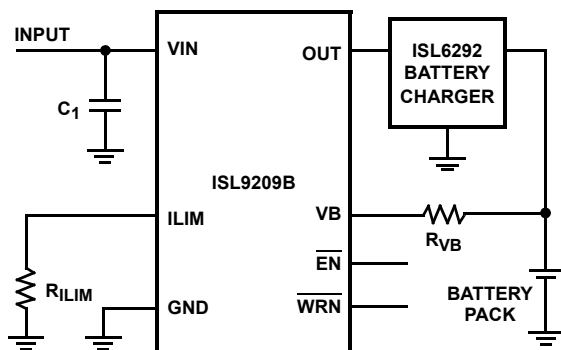 INPUT
VIN
OUT
ISL6292
BATTERY
CHARGER
C1
ISL9209B
ILIM
VB
RVB
EN
RILIM
GND
WRN
BATTERY
PACK